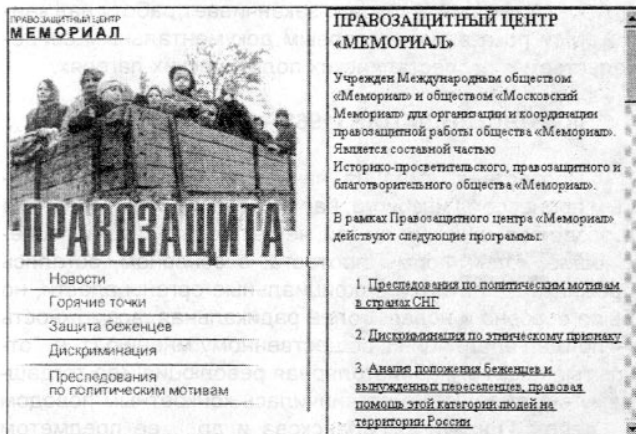 ПРАВОЗАЩИТНЫЙ ЦЕНТР
МЕМОРИАЛ
ПРАВОЗАЩИТА
Новости
Горячие точки
Защита беженцев
Дискриминация
Преследования
по политическим мотивам
ПРАВОЗАЩИТНЫЙ ЦЕНТР
«МЕМОРИАЛ»
Учрежден Международным обществом
«Мемориал» и обществом «Московский
Мемориал» для организации и координации
правозащитной работы общества «Мемориал».
Является составной частью
Историко-просветительского, правозащитного и
благотворительного общества «Мемориал».
В рамках Правозащитного центра «Мемориал»
действуют следующие программы:
1. Преследования по политическим мотивам
в странах СНГ
2. Дискриминация по этническому признаку
3. Анализ положения беженцев и
вынужденных переселенцев, правовая
помощь этой категории людей на
территории России.